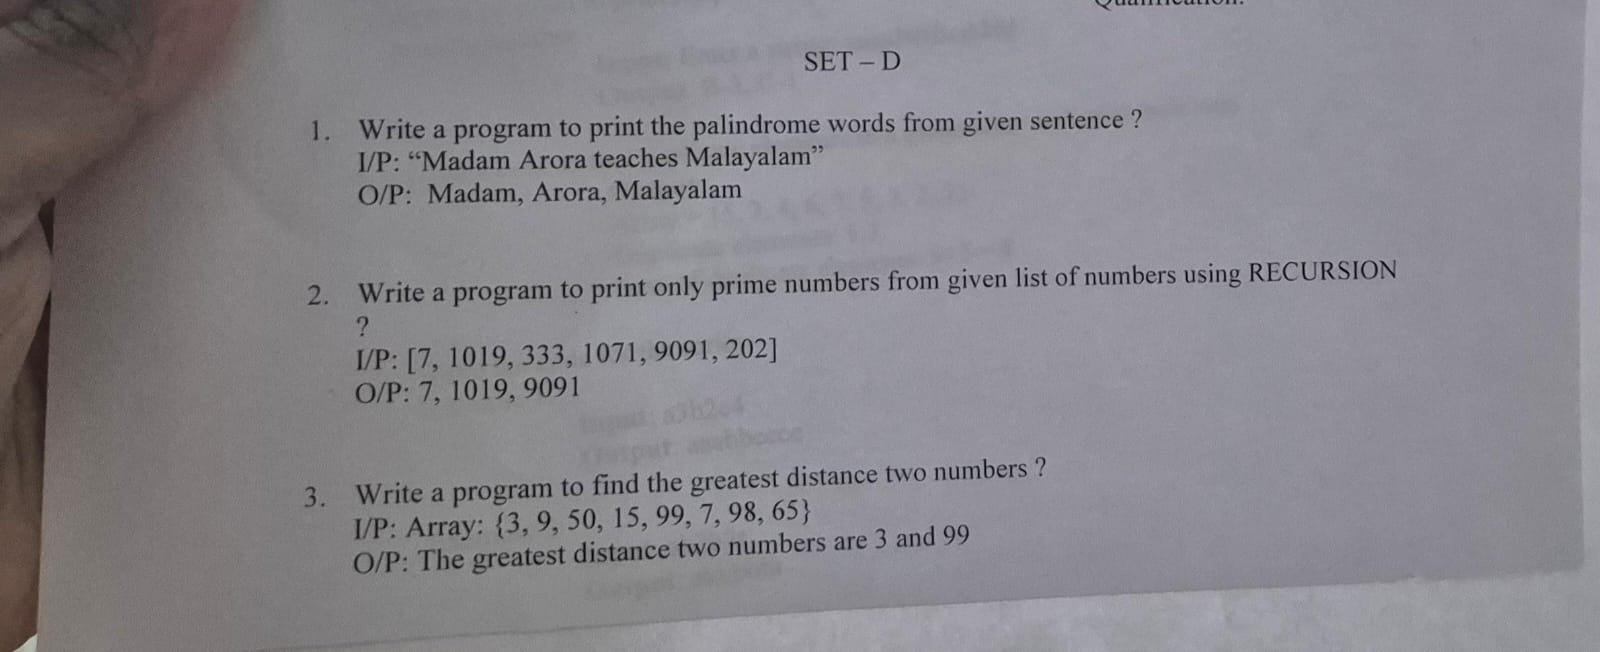 SET – D
1. Write a program to print the palindrome words from given sentence ?
I/P: “Madam Arora teaches Malayalam”
O/P: Madam, Arora, Malayalam
2. Write a program to print only prime numbers from given list of numbers using RECURSION
?
I/P: [7, 1019, 333, 1071, 9091, 202]
O/P: 7, 1019, 9091
3. Write a program to find the greatest distance two numbers ?
I/P: Array: {3, 9, 50, 15, 99, 7, 98, 65}
O/P: The greatest distance two numbers are 3 and 99